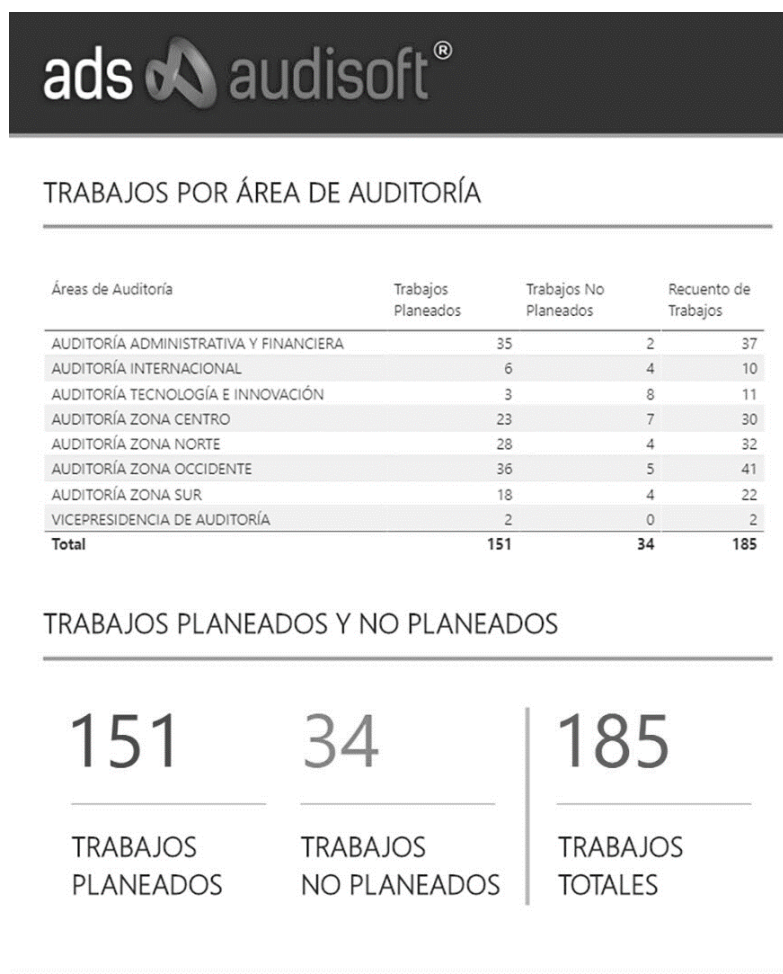 ads audisoft®
TRABAJOS POR ÁREA DE AUDITORÍA
Áreas de Auditoría Trabajos Planeados Trabajos No Planeados Recuento de Trabajos
AUDITORÍA ADMINISTRATIVA Y FINANCIERA 35 2 37
AUDITORÍA INTERNACIONAL 6 4 10
AUDITORÍA TECNOLOGÍA E INNOVACIÓN 3 8 11
AUDITORÍA ZONA CENTRO 23 7 30
AUDITORÍA ZONA NORTE 28 4 32
AUDITORÍA ZONA OCCIDENTE 36 5 41
AUDITORÍA ZONA SUR 18 4 22
VICEPRESIDENCIA DE AUDITORÍA 2 0 2
Total 151 34 185
TRABAJOS PLANEADOS Y NO PLANEADOS
151
TRABAJOS
PLANEADOS
34
TRABAJOS
NO PLANEADOS
185
TRABAJOS
TOTALES